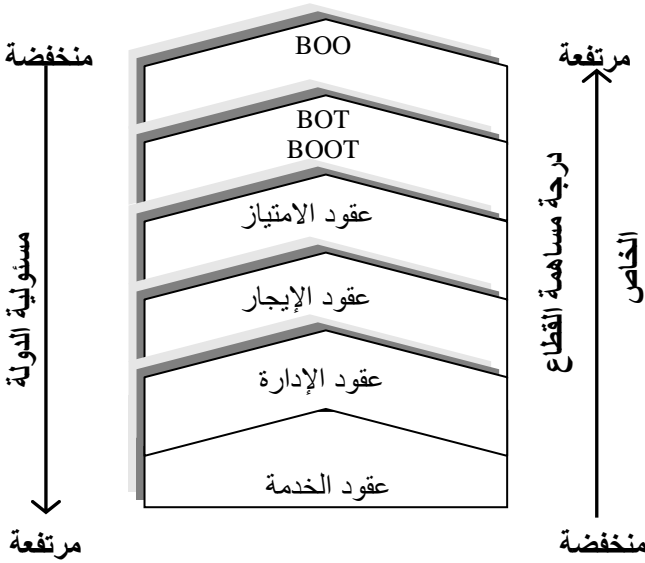 BOO
منخفضة
مرتفعة
BOT
BOOT
عقود الامتياز
درجة مساهمة القطاع
الخاص
مسئولية الدولة
عقود الإيجار
عقود الإدارة
عقود الخدمة
مرتفعة
منخفضة